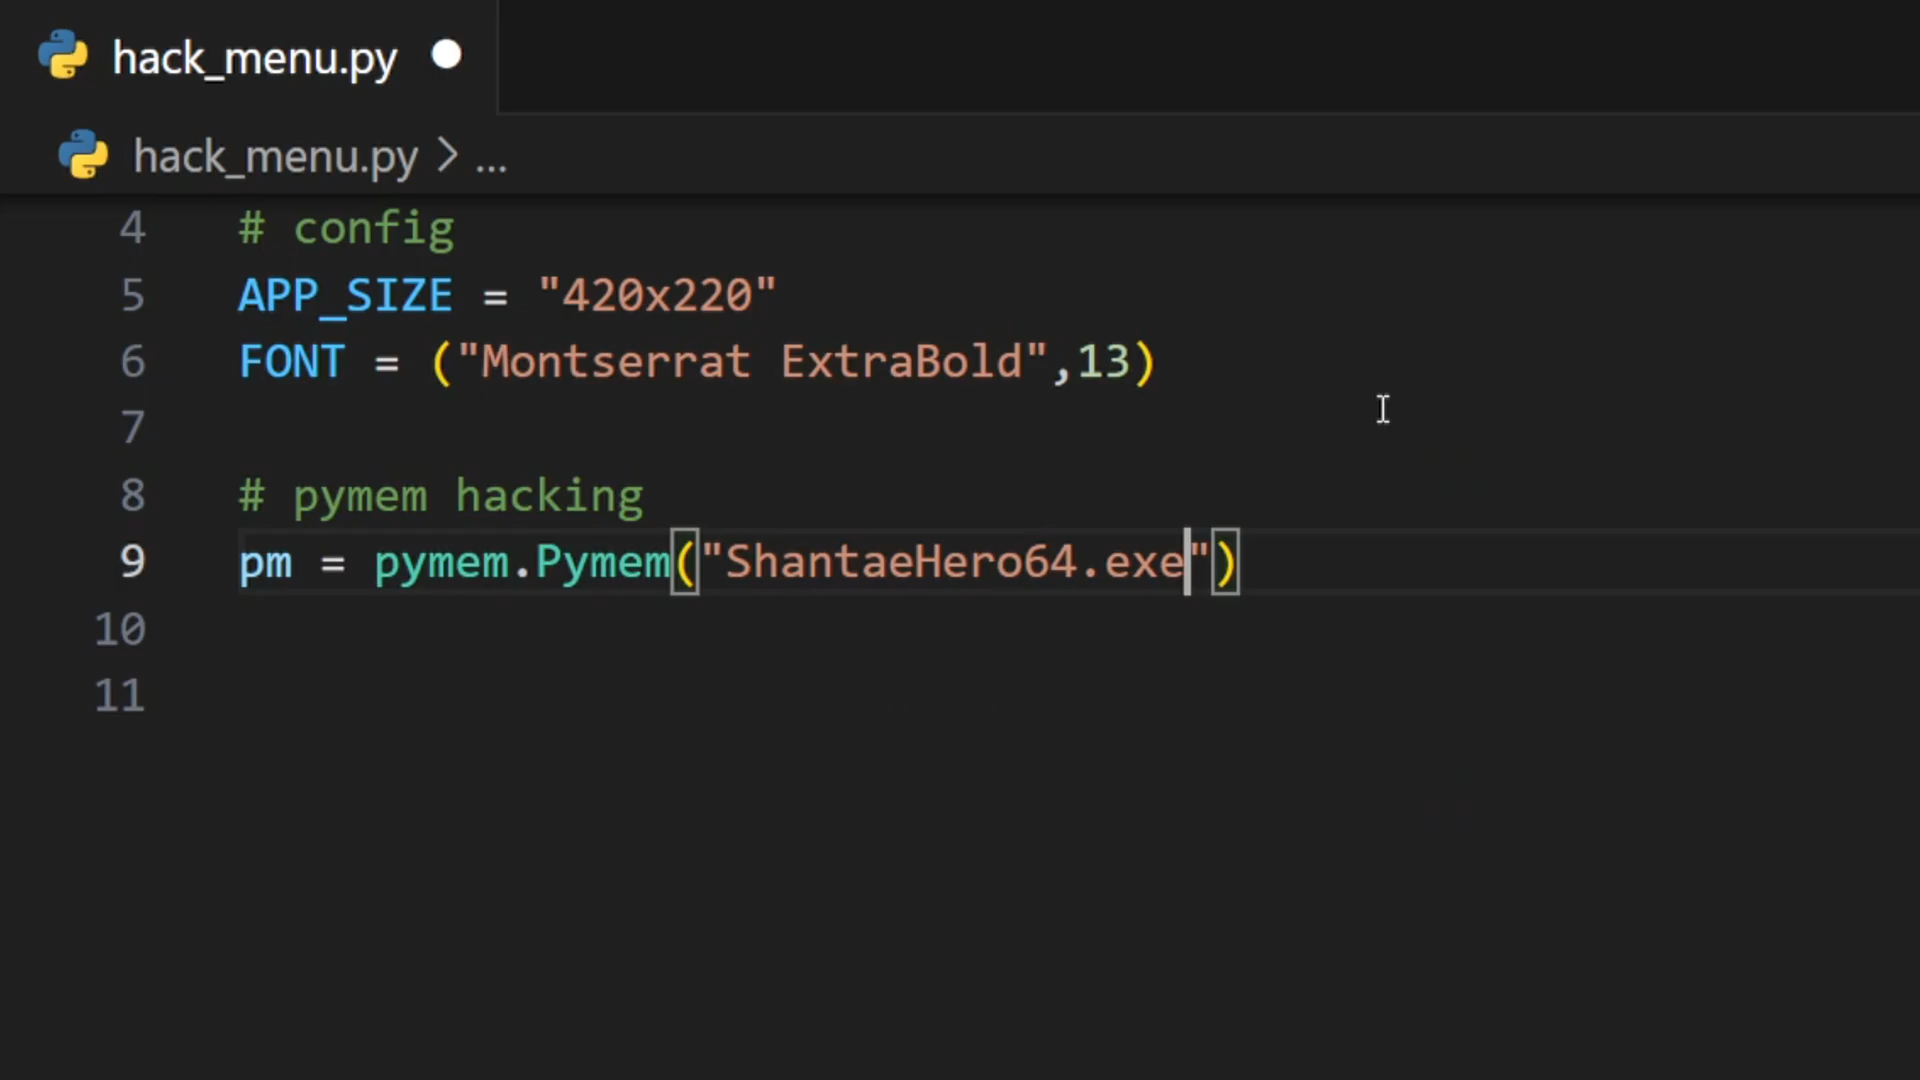 hack_menu.py
hack_menu.py > ...
4 # config
5 APP_SIZE = "420x220"
6 FONT = ("Montserrat ExtraBold",13)
7
8 # pymem hacking
9 pm = pymem.Pymem("ShantaeHero64.exe")
10
11